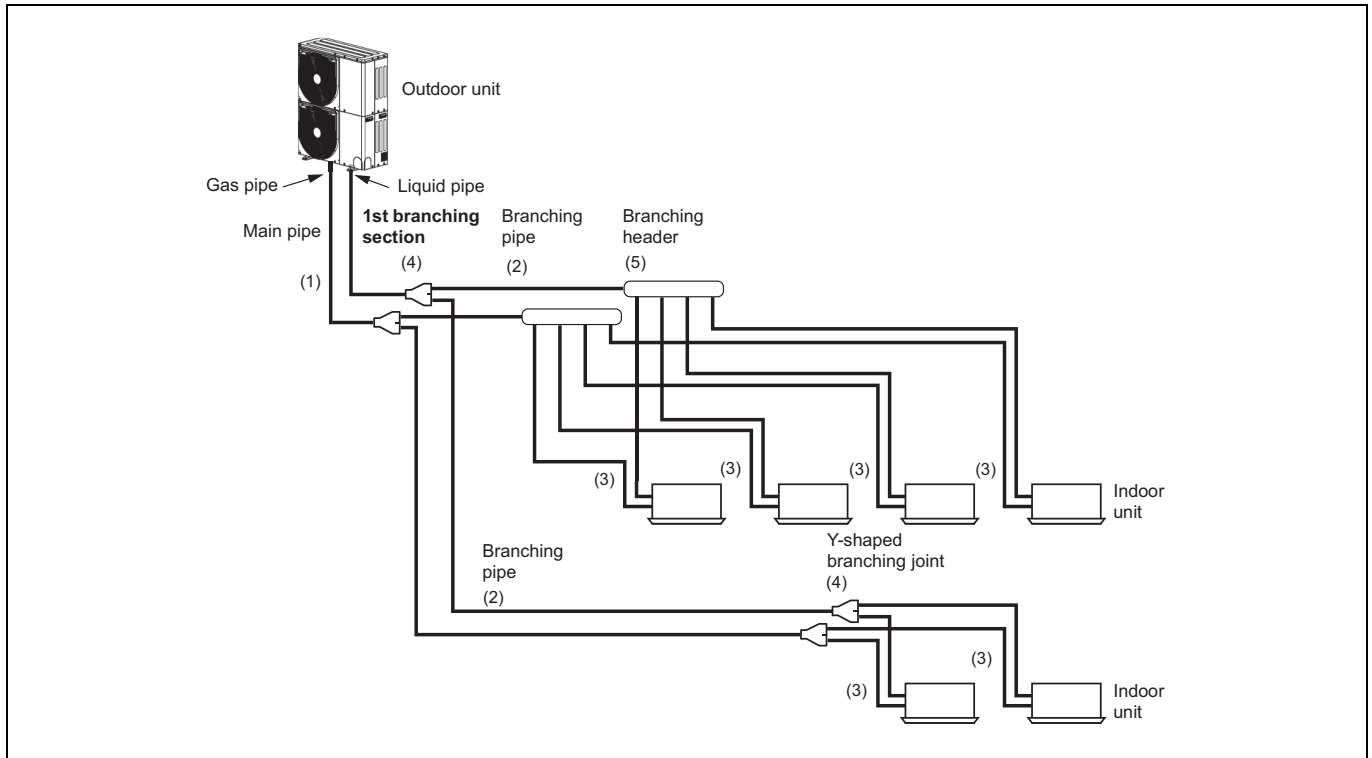 Outdoor unit
Gas pipe
Liquid pipe
Main pipe
(1)
1st branching
section
(4)
Branching
pipe
(2)
Branching
header
(5)
(3)
(3)
(3)
(3)
Indoor
unit
Branching
pipe
(2)
Y-shaped
branching joint
(4)
(3)
(3)
Indoor
unit